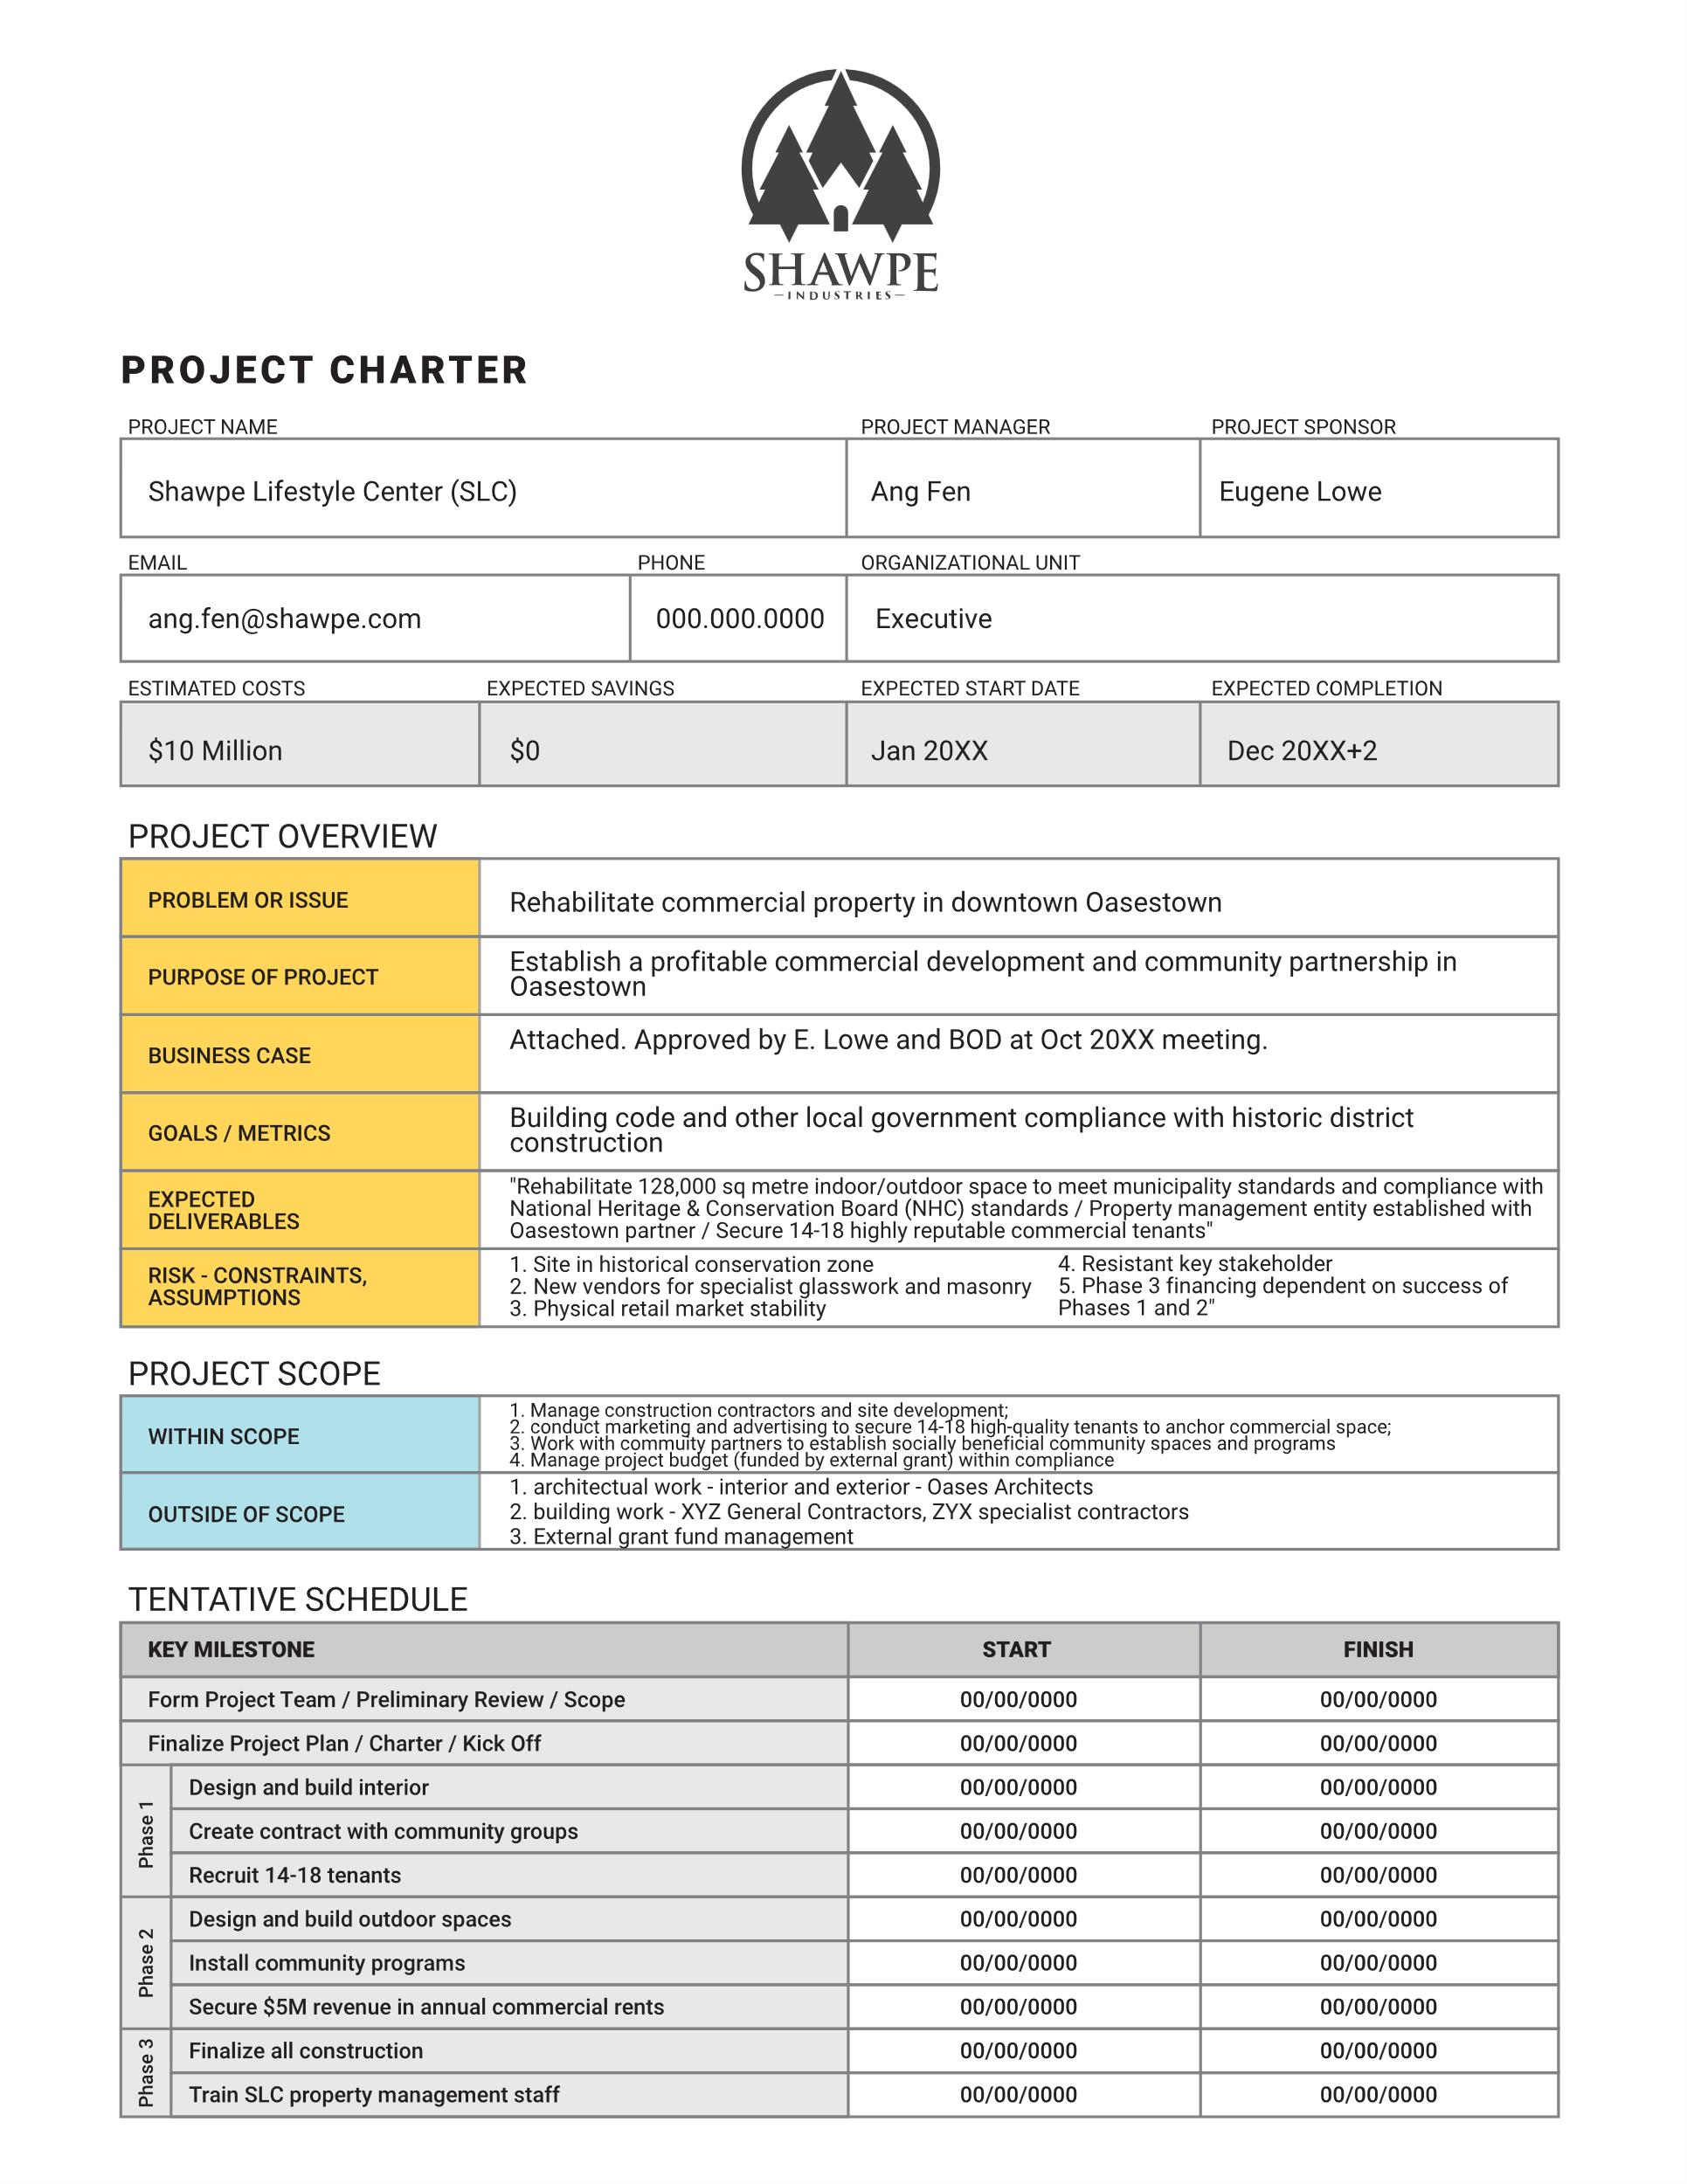 SHAWPE
INDUSTRIES
PROJECT CHARTER
PROJECT NAME
PROJECT MANAGER
PROJECT SPONSOR
Shawpe Lifestyle Center (SLC)
Ang Fen
Eugene Lowe
EMAIL
PHONE
ORGANIZATIONAL UNIT
ang.fen@shawpe.com
000.000.0000
Executive
ESTIMATED COSTS
EXPECTED SAVINGS
EXPECTED START DATE
EXPECTED COMPLETION
$10 Million
$0
Jan 20XX
Dec 20XX+2
PROJECT OVERVIEW
PROBLEM OR ISSUE
Rehabilitate commercial property in downtown Oasestown
PURPOSE OF PROJECT
Establish a profitable commercial development and community partnership in
Oasestown
BUSINESS CASE
Attached. Approved by E. Lowe and BOD at Oct 20XX meeting.
GOALS / METRICS
Building code and other local government compliance with historic district
construction
EXPECTED
DELIVERABLES
"Rehabilitate 128,000 sq metre indoor/outdoor space to meet municipality standards and compliance with
National Heritage & Conservation Board (NHC) standards / Property management entity established with
Oasestown partner / Secure 14-18 highly reputable commercial tenants"
RISK - CONSTRAINTS,
ASSUMPTIONS
1. Site in historical conservation zone
2. New vendors for specialist glasswork and masonry
3. Physical retail market stability
4. Resistant key stakeholder
5. Phase 3 financing dependent on success of
Phases 1 and 2"
PROJECT SCOPE
WITHIN SCOPE
1. Manage construction contractors and site development;
2. conduct marketing and advertising to secure 14-18 high-quality tenants to anchor commercial space;
3. Work with commuity partners to establish socially beneficial community spaces and programs
4. Manage project budget (funded by external grant) within compliance
OUTSIDE OF SCOPE
1. architectual work - interior and exterior - Oases Architects
2. building work - XYZ General Contractors, ZYX specialist contractors
3. External grant fund management
TENTATIVE SCHEDULE
KEY MILESTONE
START
FINISH
Form Project Team / Preliminary Review / Scope
00/00/0000
00/00/0000
Finalize Project Plan / Charter / Kick Off
00/00/0000
00/00/0000
Phase 1
Design and build interior
00/00/0000
00/00/0000
Create contract with community groups
00/00/0000
00/00/0000
Recruit 14-18 tenants
00/00/0000
00/00/0000
Phase 2
Design and build outdoor spaces
00/00/0000
00/00/0000
Install community programs
00/00/0000
00/00/0000
Secure $5M revenue in annual commercial rents
00/00/0000
00/00/0000
Phase 3
Finalize all construction
00/00/0000
00/00/0000
Train SLC property management staff
00/00/0000
00/00/0000